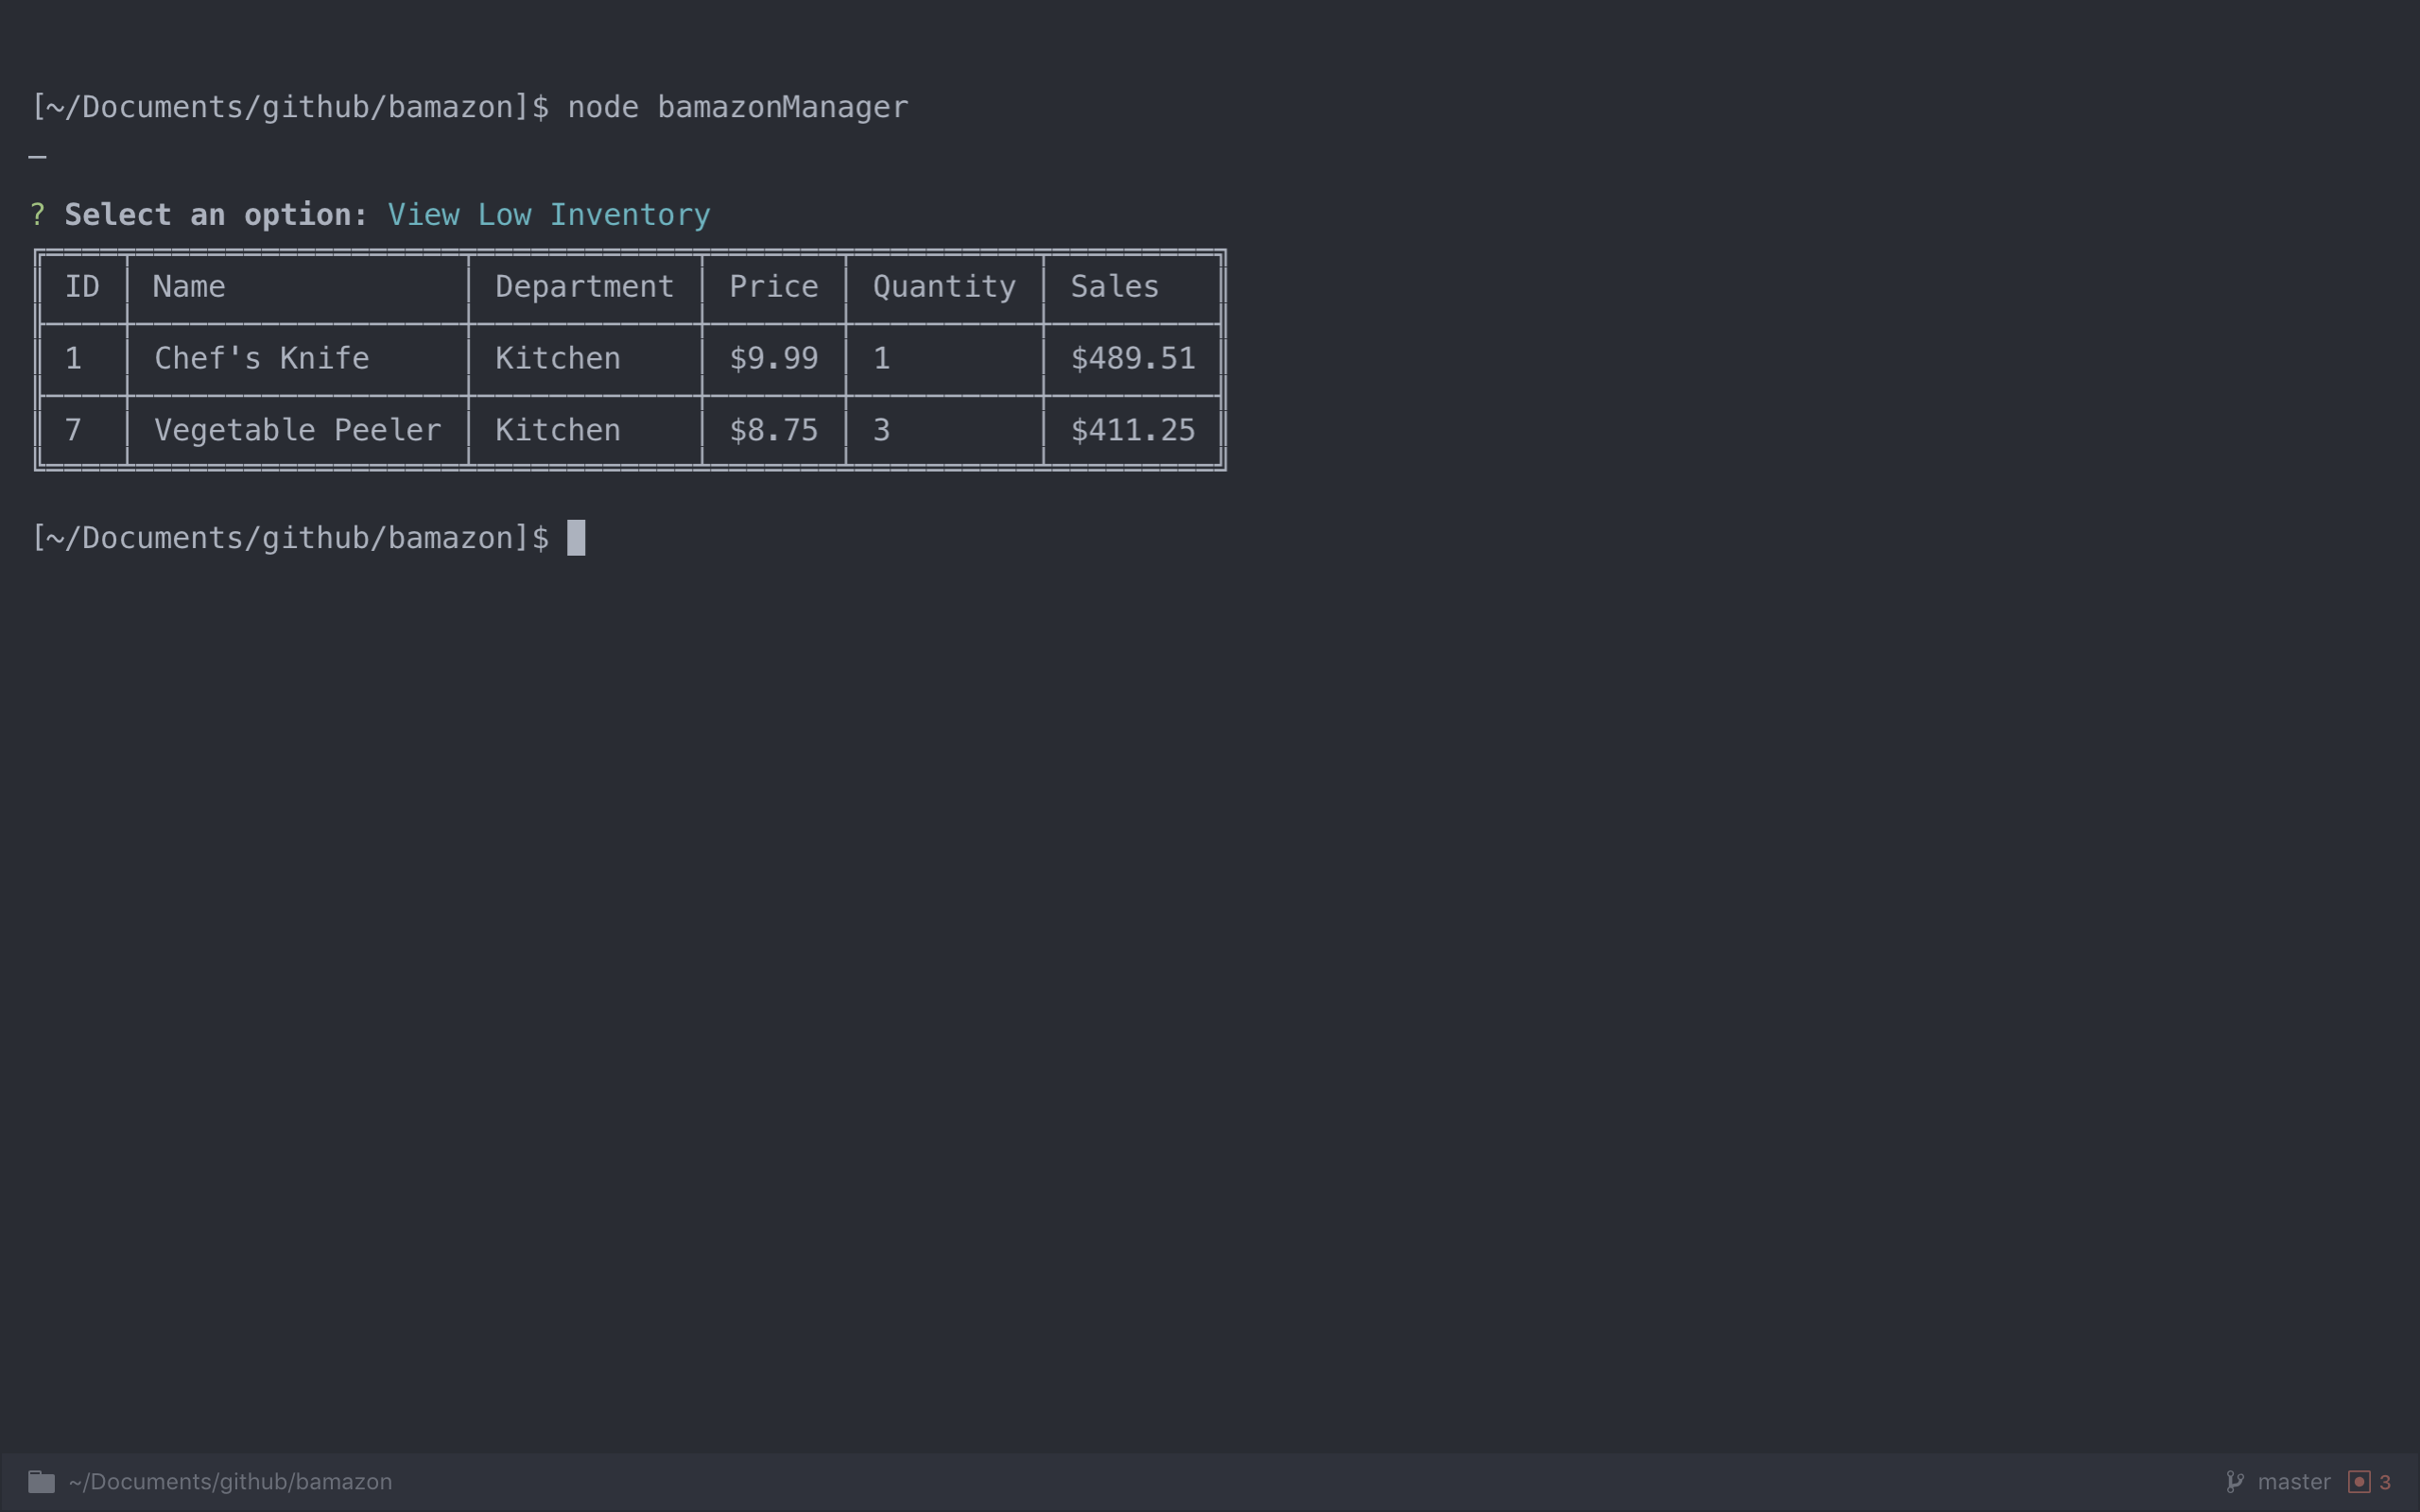 [~/Documents/github/bamazon]$ node bamazonManager
? Select an option: View Low Inventory
ID Name Department Price Quantity Sales
1 Chef's Knife Kitchen $9.99 1 $489.51
7 Vegetable Peeler Kitchen $8.75 3 $411.25
[~/Documents/github/bamazon]$
~/Documents/github/bamazon master 3